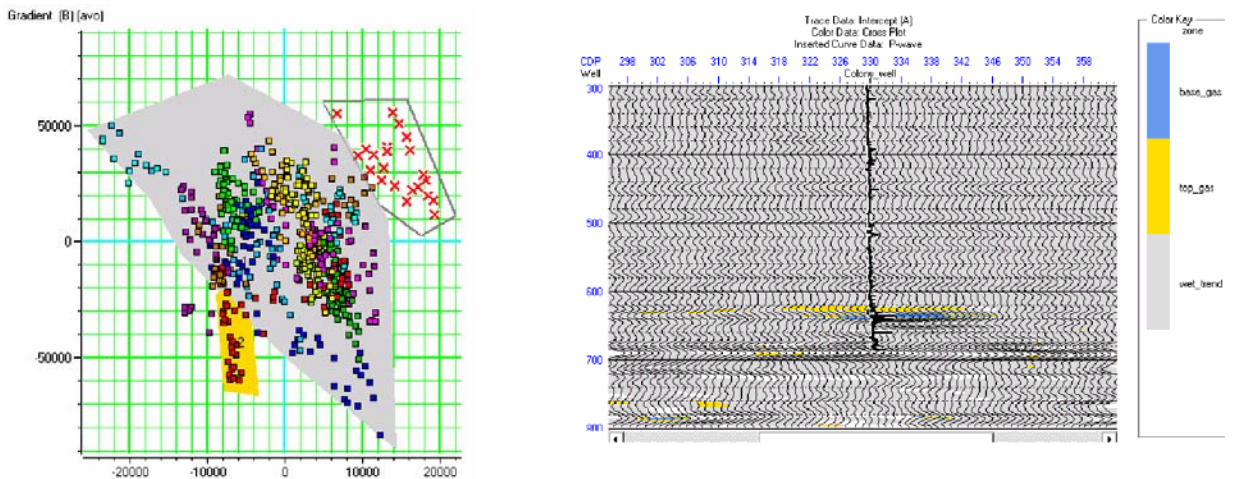 Gradient (B) (avo)
50000
0
-50000
-20000
-10000
0
10000
20000
2
Trace Data: Intercept (A)
Color Data: Cross Plot
Inserted Curve Data: P-wave
CDP 298 302 306 310 314 318 322 326 330 334 338 342 346 350 354 358
Well Colony_well
300
400
500
600
700
800
Color Key
zone
base_gas
top_gas
wet_trend